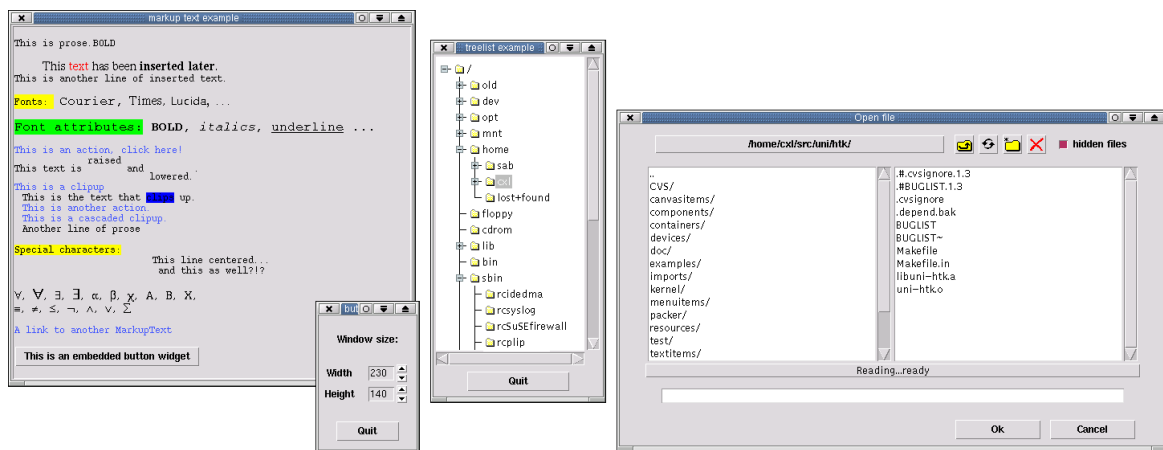 markup text example
This is prose.BOLD
This text has been inserted later.
This is another line of inserted text.
Fonts: Courier, Times, Lucida, ...
Font attributes: BOLD, italics, underline ...
This is an action, click here!
This text is raised and lowered. .
This is a clipup
This is the text that up.
This is another action.
This is a cascaded clipup.
Another line of prose
Special characters:
This line centered...
and this as well?!?
∀, ∀, ∃, ∃, α, β, χ, Α, Β, Χ,
≡, ≠, ≤, ¬, ∧, ∨, ∑
A link to another MarkupText
This is an embedded button widget
but
Window size:
Width 230
Height 140
Quit
treelist example
/
old
dev
opt
mnt
home
sab
cxl
lost+found
floppy
cdrom
lib
bin
sbin
rcidedma
rcsyslog
rcSuSEfirewall
rcplip
Quit
Open file
/home/cxl/src/uni/htk/
hidden files
..
CVS/
canvasitems/
components/
containers/
devices/
doc/
examples/
imports/
kernel/
menuitems/
packer/
resources/
test/
textitems/
.#.cvsignore.1.3
.#BUGLIST.1.3
.cvsignore
.depend.bak
BUGLIST
BUGLIST~
Makefile
Makefile.in
libuni-htk.a
uni-htk.o
Reading...ready
Ok
Cancel